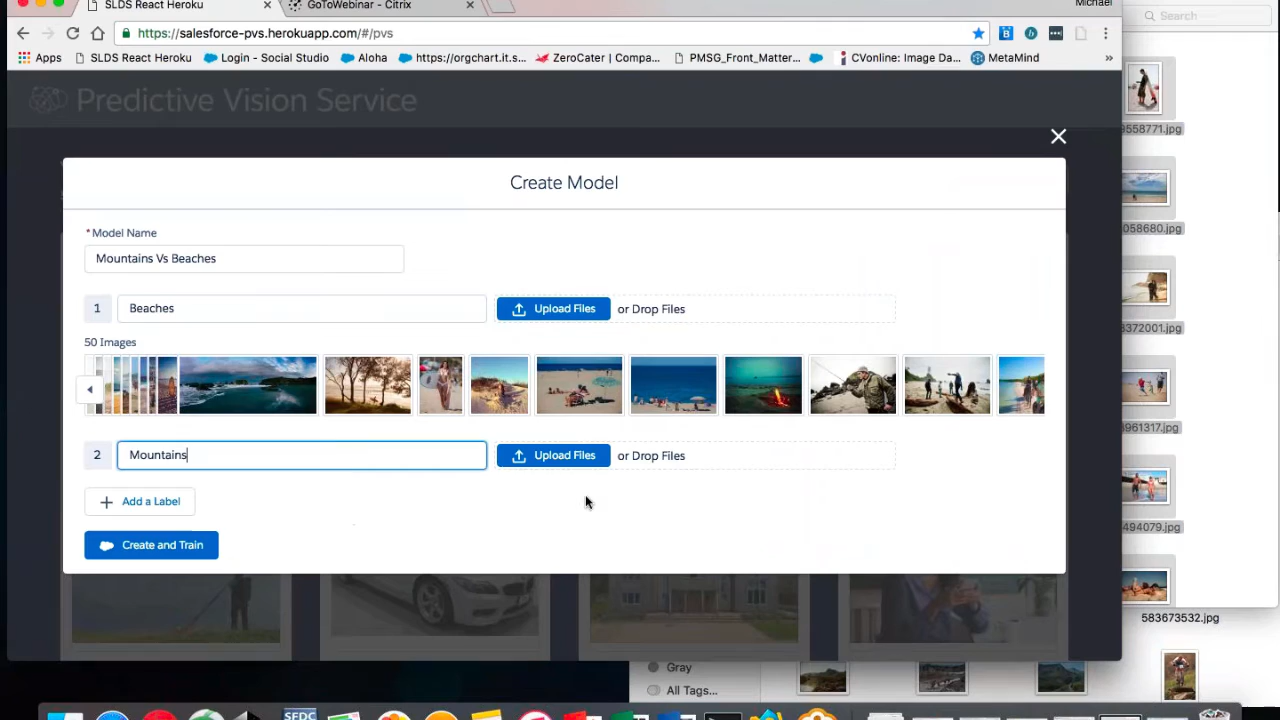 SLDS React Heroku
GoToWebinar - Citrix
Michael
https://salesforce-pvs.herokuapp.com/#/pvs
Search
Apps
SLDS React Heroku
Login - Social Studio
Aloha
https://orgchart.it.s...
ZeroCater | Compa...
PMSG_Front_Matter...
CVonline: Image Da...
MetaMind
»
Predictive Vision Service
9558771.jpg
Create Model
058680.jpg
* Model Name
Mountains Vs Beaches
1
Beaches
Upload Files
or Drop Files
8372001.jpg
50 Images
961317.jpg
2
Mountains
Upload Files
or Drop Files
Add a Label
494079.jpg
Create and Train
583673532.jpg
Gray
All Tags...
SFDC